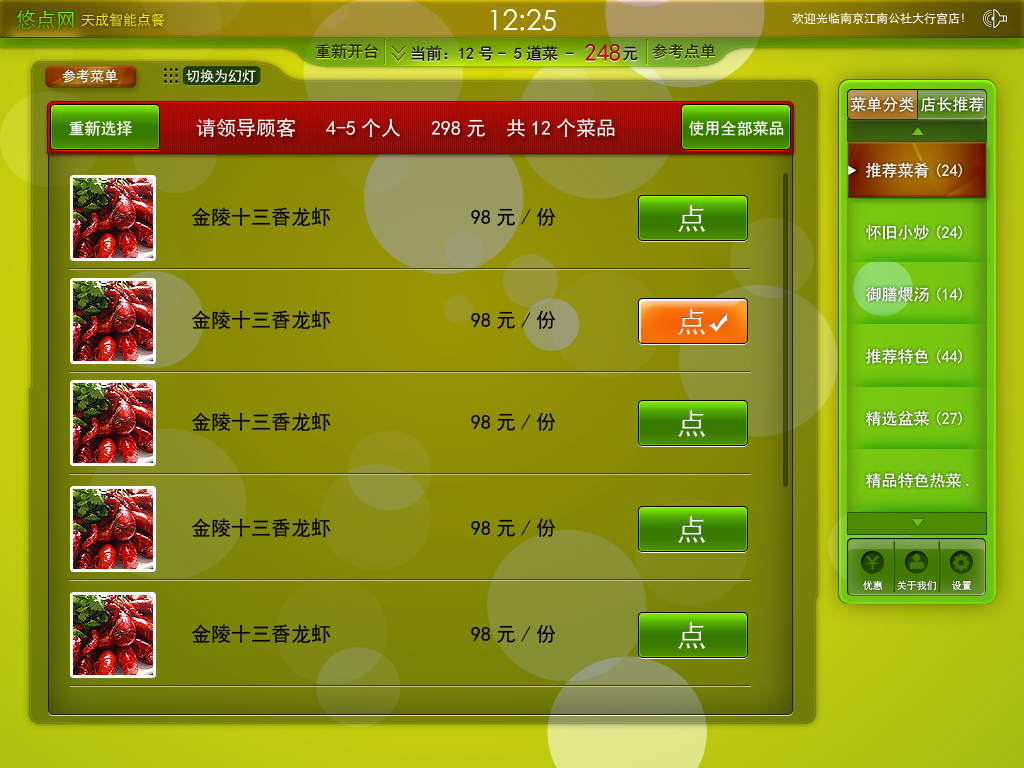 悠点网 天成智能点餐
12:25
欢迎光临南京江南公社大行宫店！
重新开台 当前：12 号 - 5 道菜 - 248元 参考点单
参考菜单
切换为幻灯
重新选择 请领导顾客 4-5 个人 298 元 共 12 个菜品 使用全部菜品
金陵十三香龙虾 98 元 / 份 点
金陵十三香龙虾 98 元 / 份 点
金陵十三香龙虾 98 元 / 份 点
金陵十三香龙虾 98 元 / 份 点
金陵十三香龙虾 98 元 / 份 点
菜单分类 店长推荐
推荐菜肴 (24)
怀旧小炒 (24)
御膳煨汤 (14)
推荐特色 (44)
精选盆菜 (27)
精品特色热菜 .
优惠 关于我们 设置